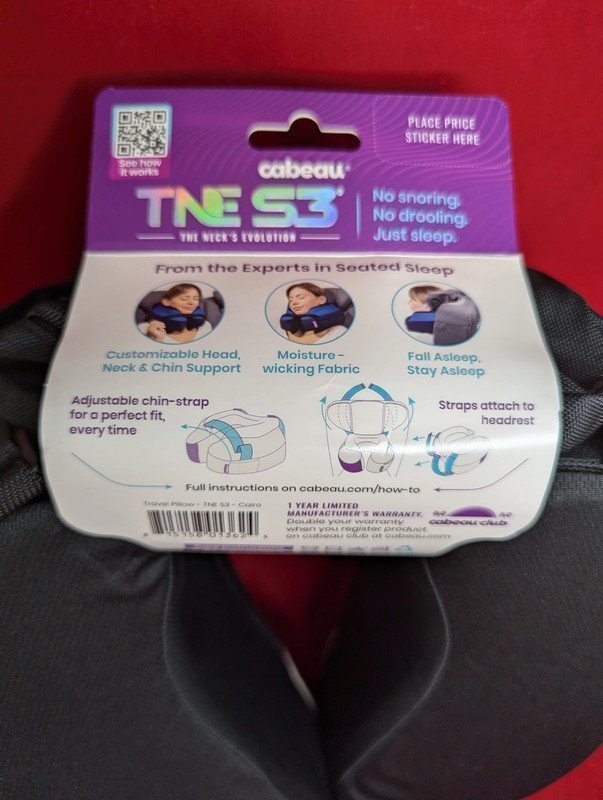 See how
it works
PLACE PRICE
STICKER HERE
cabeau®
TNE S3®
THE NECK'S EVOLUTION
No snoring.
No drooling.
Just sleep.
From the Experts in Seated Sleep
Customizable Head,
Neck & Chin Support
Moisture-
wicking Fabric
Fall Asleep,
Stay Asleep
Adjustable chin-strap
for a perfect fit,
every time
Straps attach to
headrest
Full instructions on cabeau.com/how-to
Travel Pillow - TNE S3 - Cairo
1 YEAR LIMITED
MANUFACTURER'S WARRANTY.
Double your warranty
when you register product
on cabeau club at cabeau.com
cabeau club